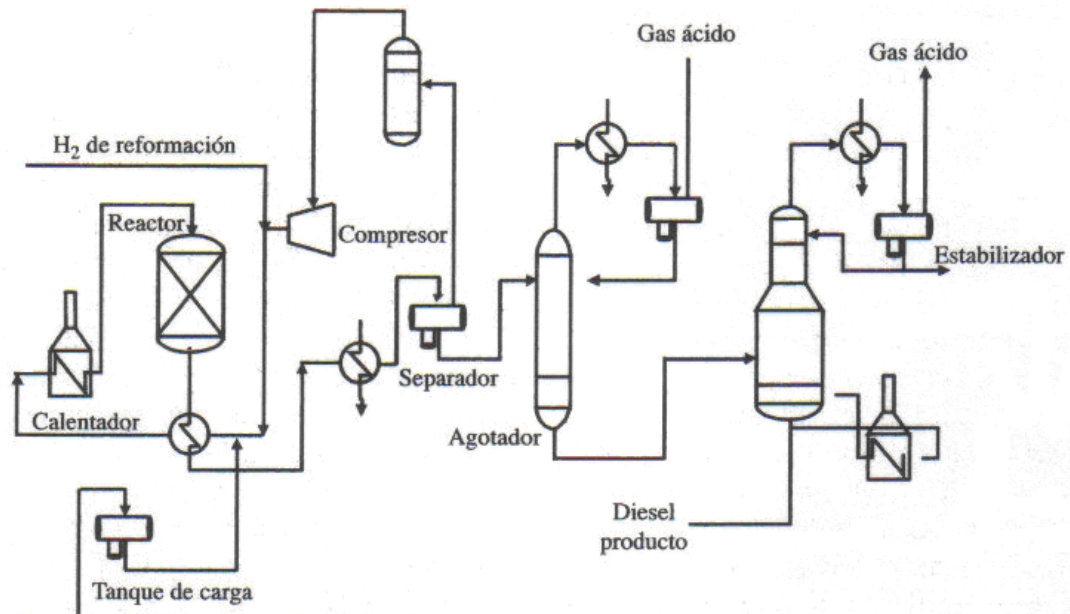 Gas ácido
Gas ácido
H₂ de reformación
Reactor
Compresor
Estabilizador
Separador
Calentador
Agotador
Diesel
producto
Tanque de carga